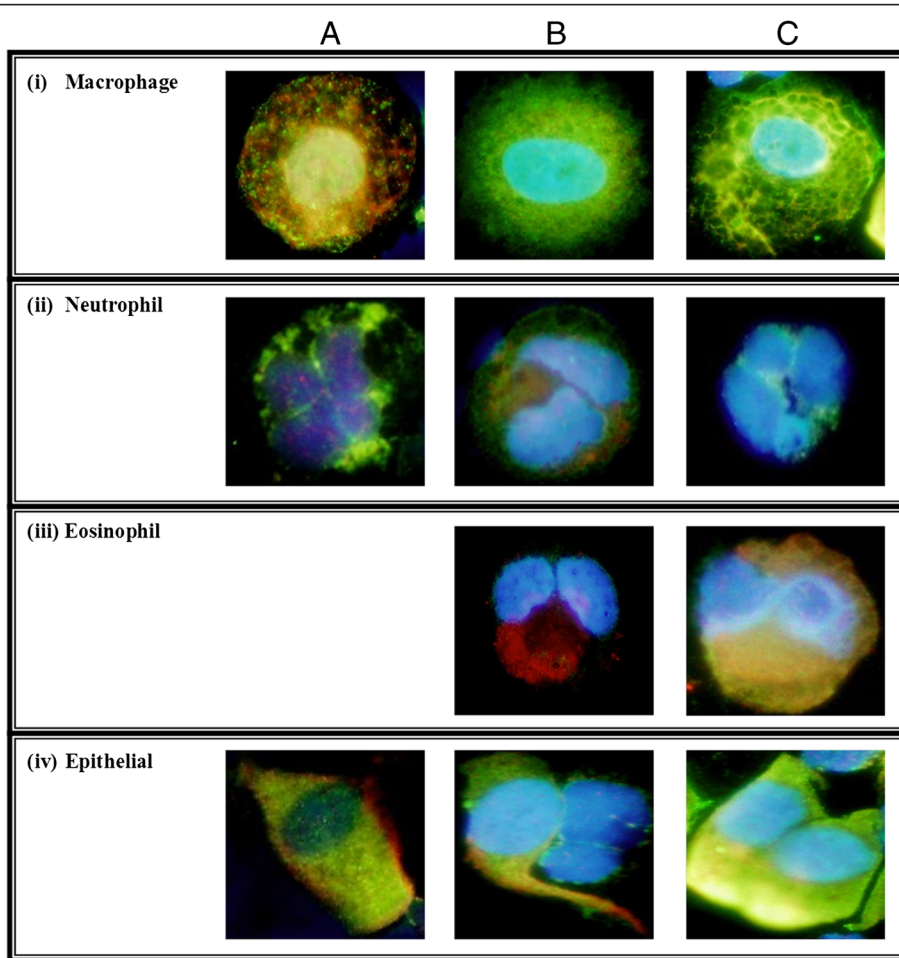 A B C
(i) Macrophage
(ii) Neutrophil
(iii) Eosinophil
(iv) Epithelial